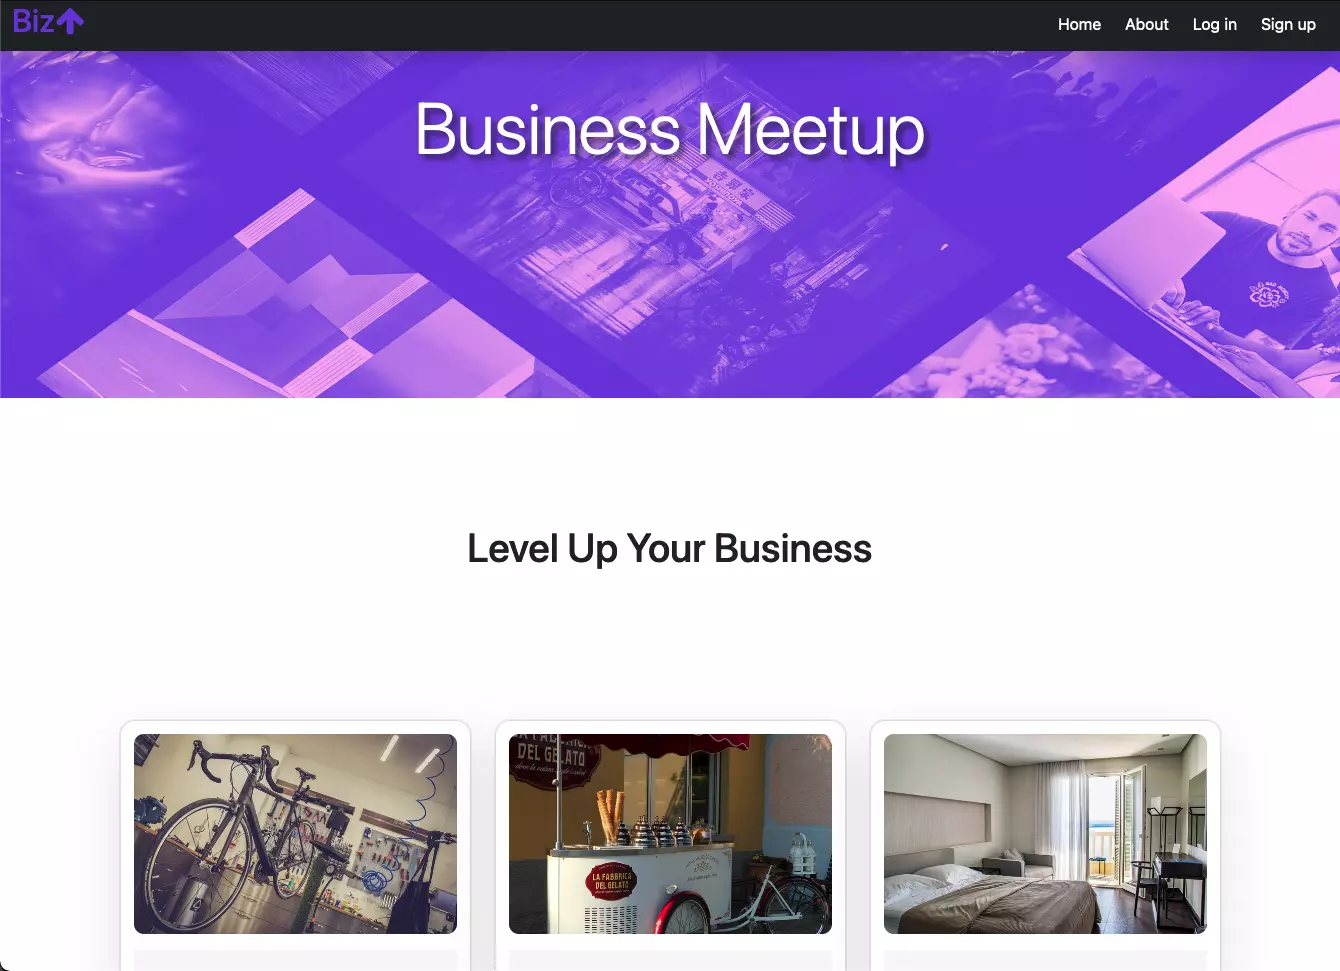 Biz
Home
About
Log in
Sign up
Business Meetup
Level Up Your Business
DEL GELATO
LA FABBRICA
DEL GELATO